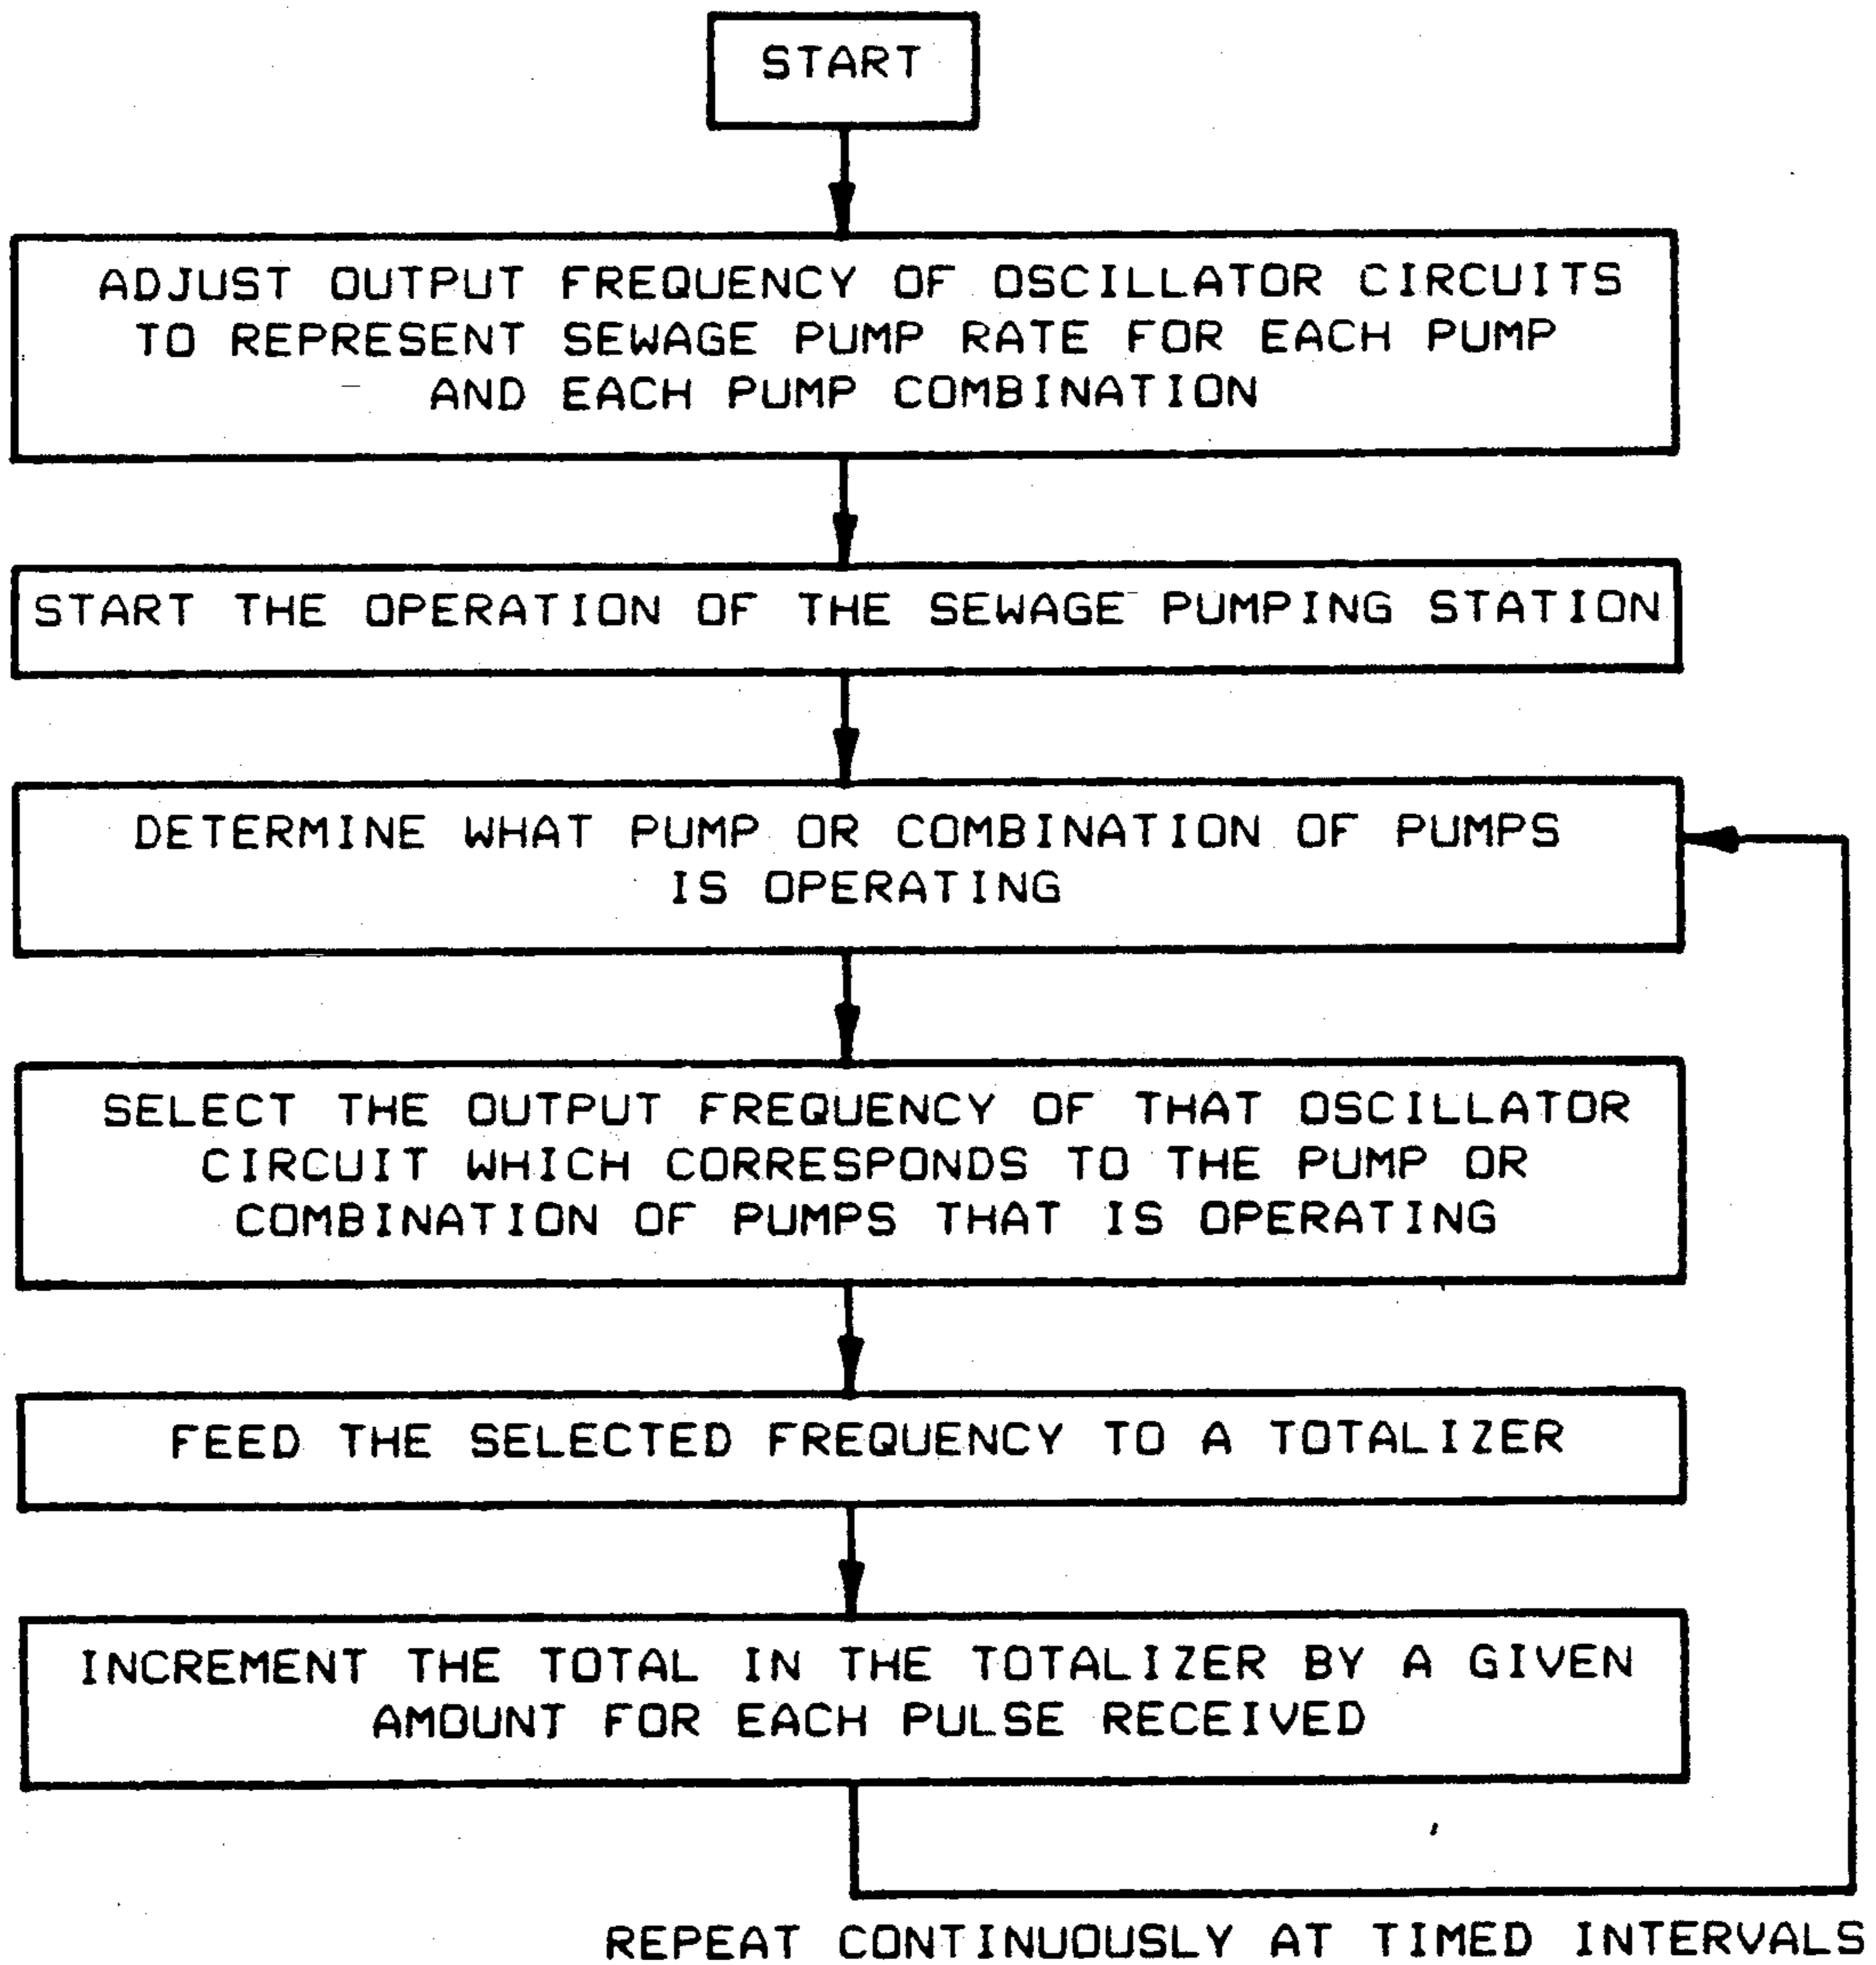 START
ADJUST OUTPUT FREQUENCY OF OSCILLATOR CIRCUITS
TO REPRESENT SEWAGE PUMP RATE FOR EACH PUMP
AND EACH PUMP COMBINATION
START THE OPERATION OF THE SEWAGE PUMPING STATION
DETERMINE WHAT PUMP OR COMBINATION OF PUMPS
IS OPERATING
SELECT THE OUTPUT FREQUENCY OF THAT OSCILLATOR
CIRCUIT WHICH CORRESPONDS TO THE PUMP OR
COMBINATION OF PUMPS THAT IS OPERATING
FEED THE SELECTED FREQUENCY TO A TOTALIZER
INCREMENT THE TOTAL IN THE TOTALIZER BY A GIVEN
AMOUNT FOR EACH PULSE RECEIVED
REPEAT CONTINUOUSLY AT TIMED INTERVALS